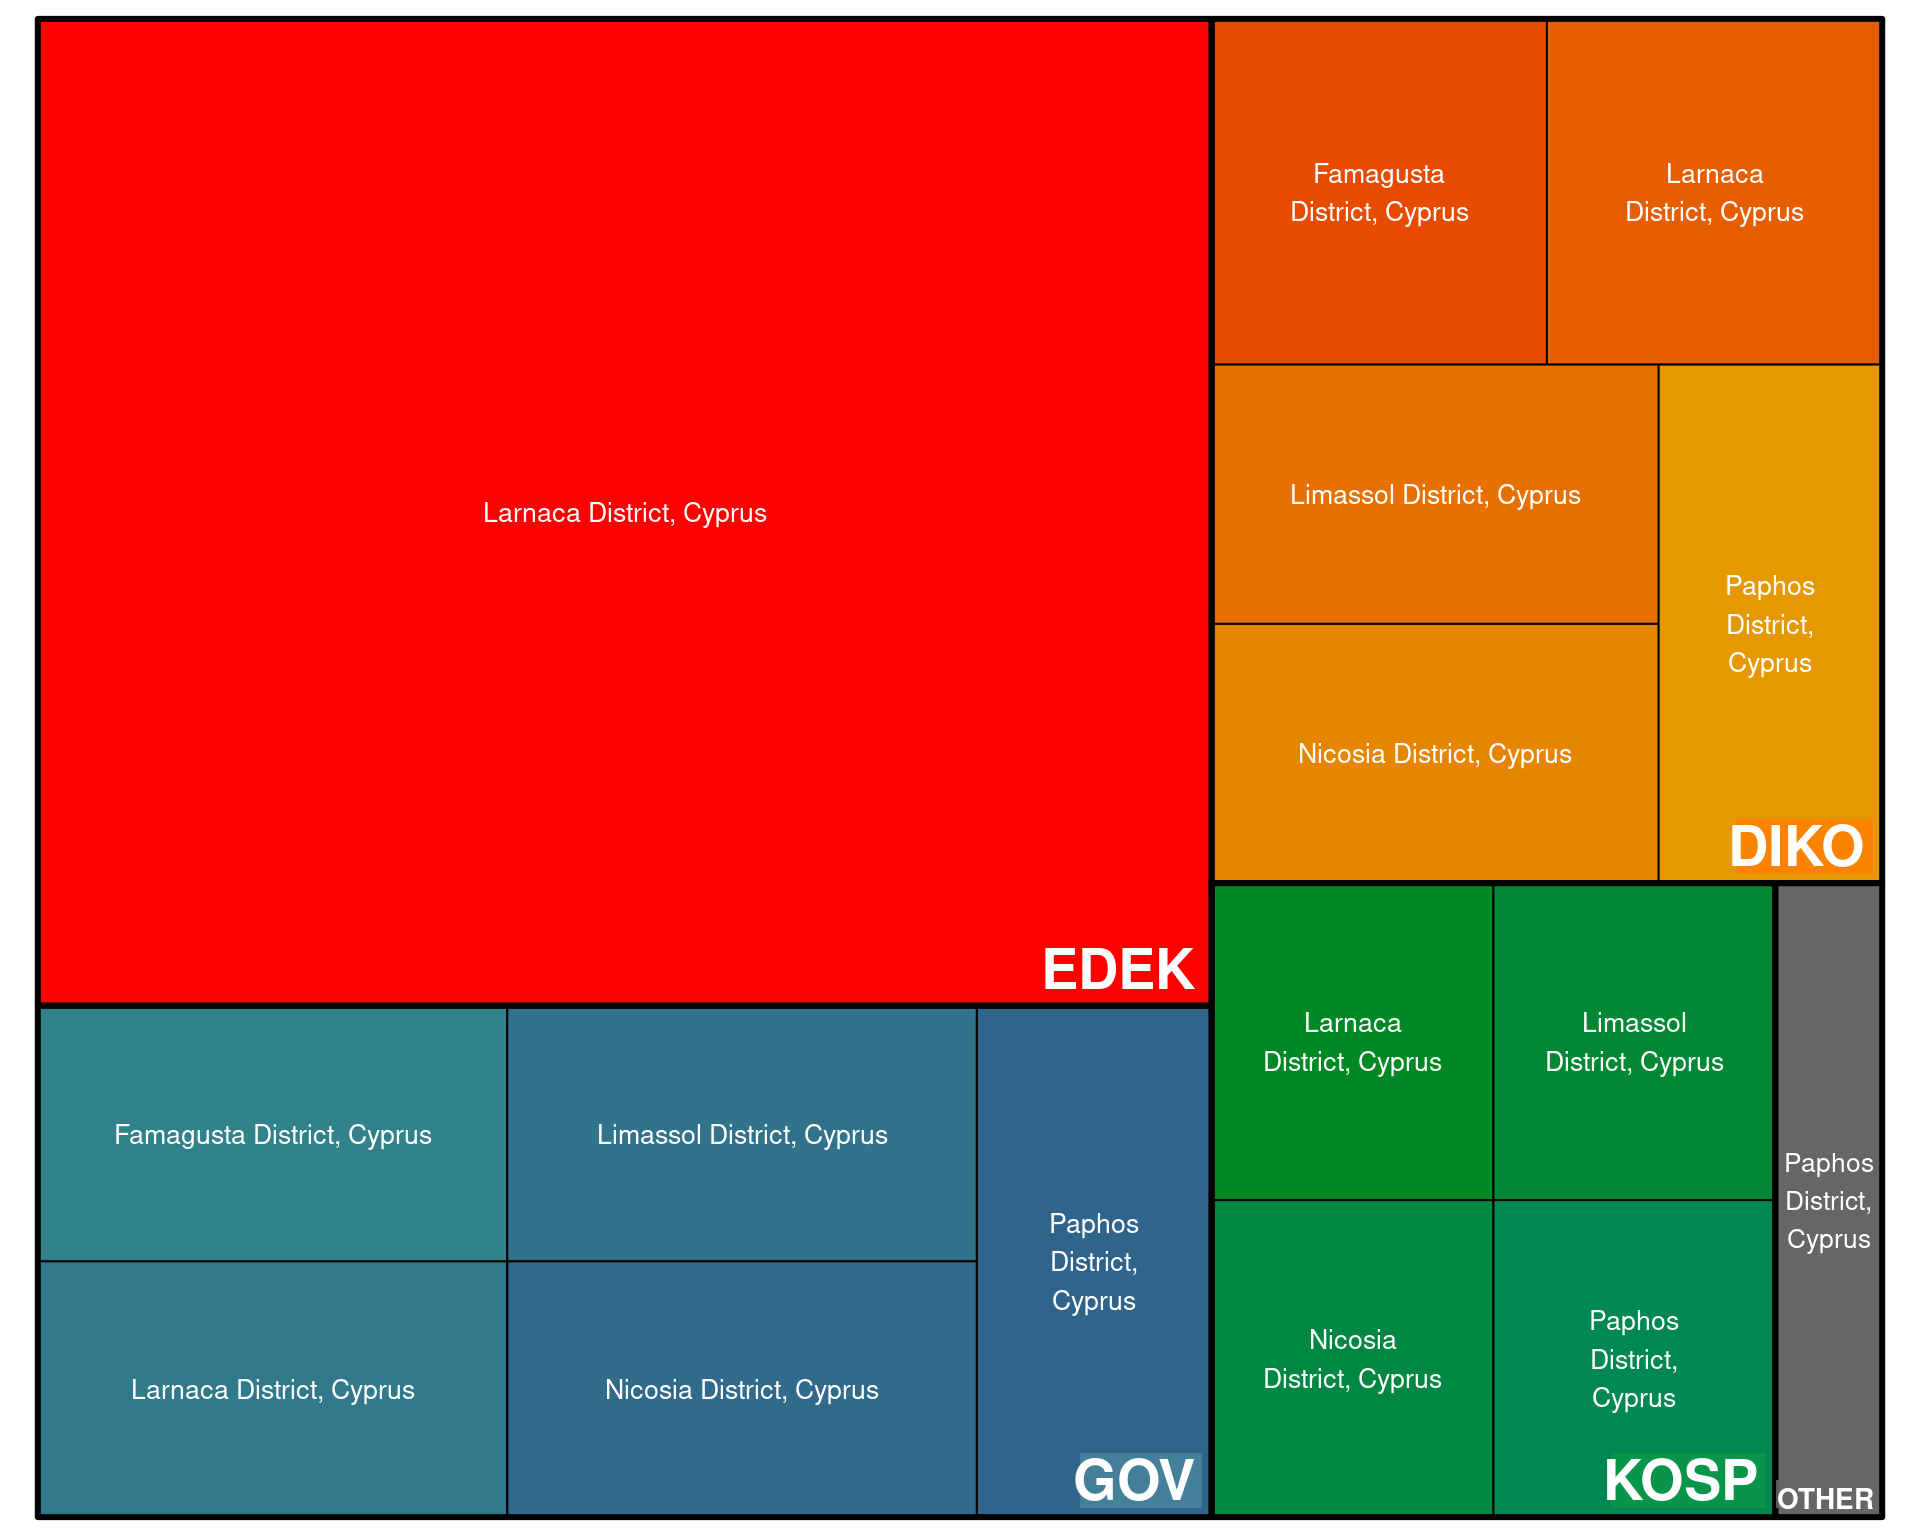 Larnaca District, Cyprus
EDEK
Famagusta
District, Cyprus
Larnaca
District, Cyprus
Limassol District, Cyprus
Nicosia District, Cyprus
Paphos
District,
Cyprus
DIKO
Famagusta District, Cyprus
Limassol District, Cyprus
Larnaca District, Cyprus
Nicosia District, Cyprus
Paphos
District,
Cyprus
GOV
Larnaca
District, Cyprus
Limassol
District, Cyprus
Nicosia
District, Cyprus
Paphos
District,
Cyprus
KOSP
Paphos
District,
Cyprus
OTHER